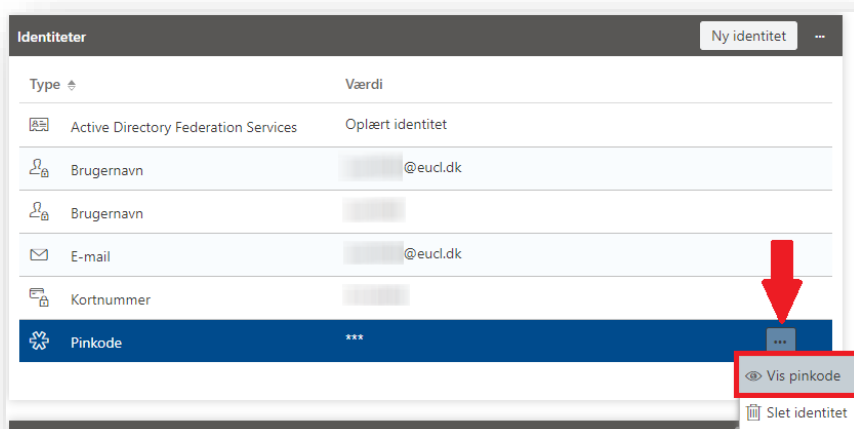 Identiteter Ny identitet ...
Type Værdi
Active Directory Federation Services Oplært identitet
Brugernavn @eucl.dk
Brugernavn
E-mail @eucl.dk
Kortnummer
Pinkode *** ...
Vis pinkode
Slet identitet